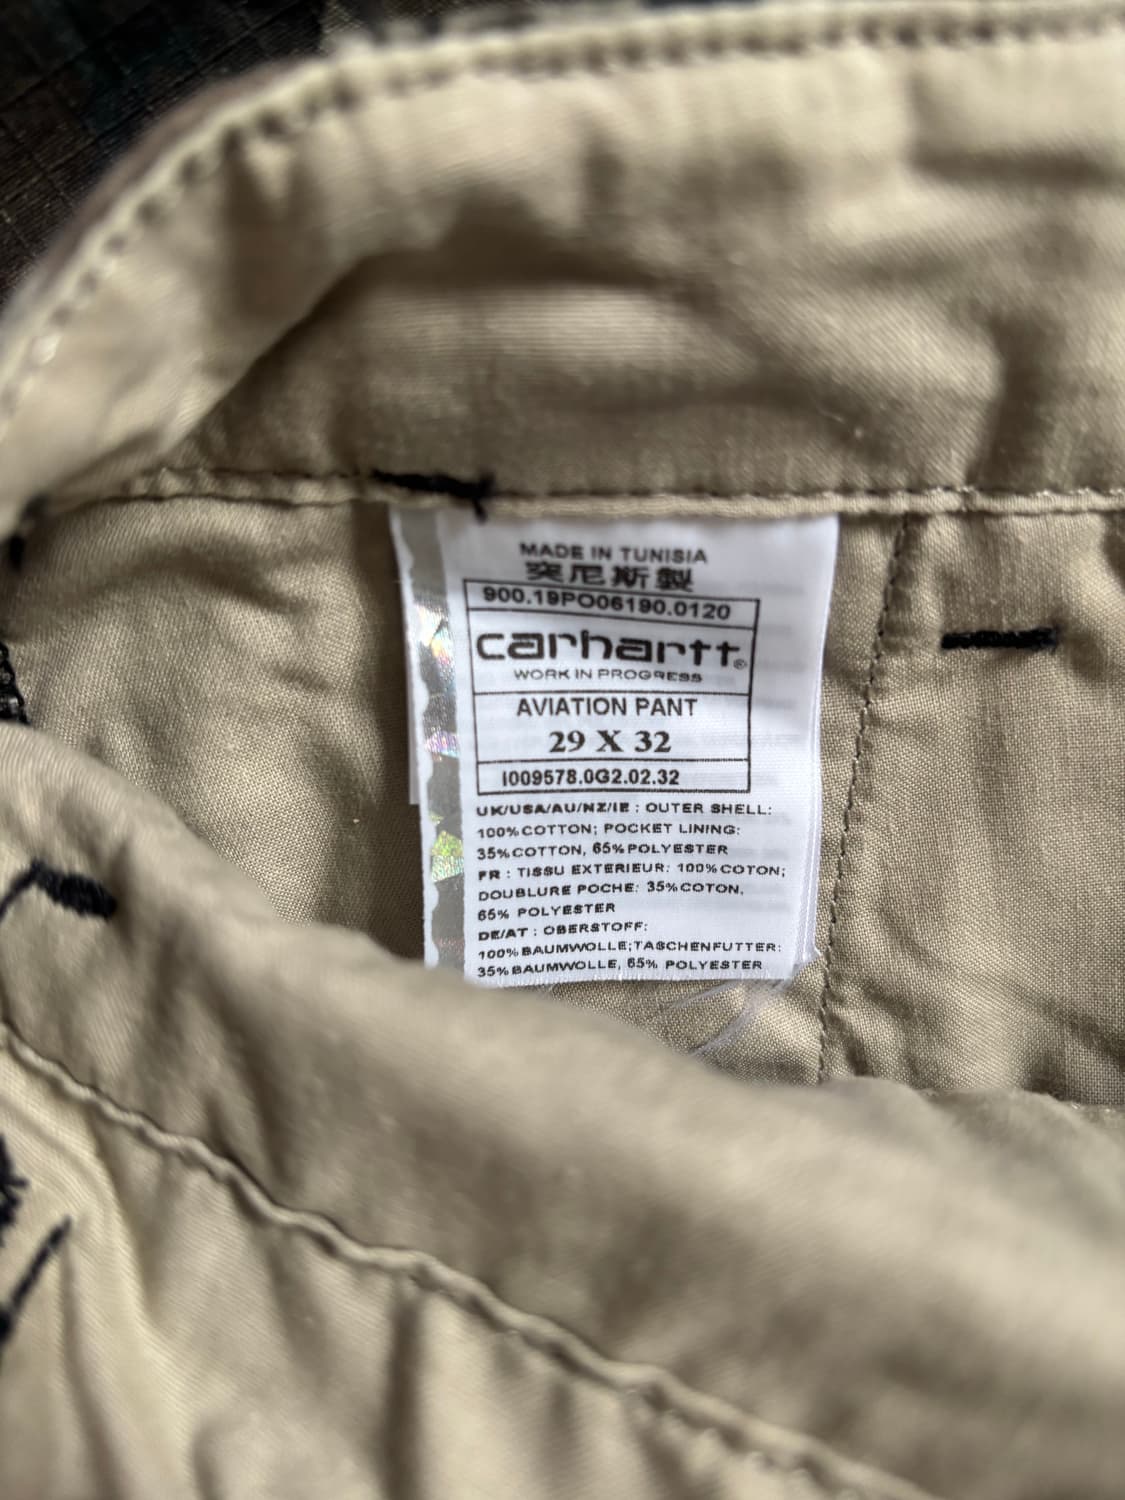 MADE IN TUNISIA
突尼斯製
900.19PO06190.0120
carhartt®
WORK IN PROGRESS
AVIATION PANT
29 X 32
I009578.0G2.02.32
UK/USA/AU/NZ/IE : OUTER SHELL:
100%COTTON; POCKET LINING:
35%COTTON, 65%POLYESTER
FR : TISSU EXTERIEUR: 100%COTON;
DOUBLURE POCHE: 35%COTON,
65% POLYESTER
DE/AT : OBERSTOFF:
100%BAUMWOLLE;TASCHENFUTTER:
35%BAUMWOLLE, 65% POLYESTER